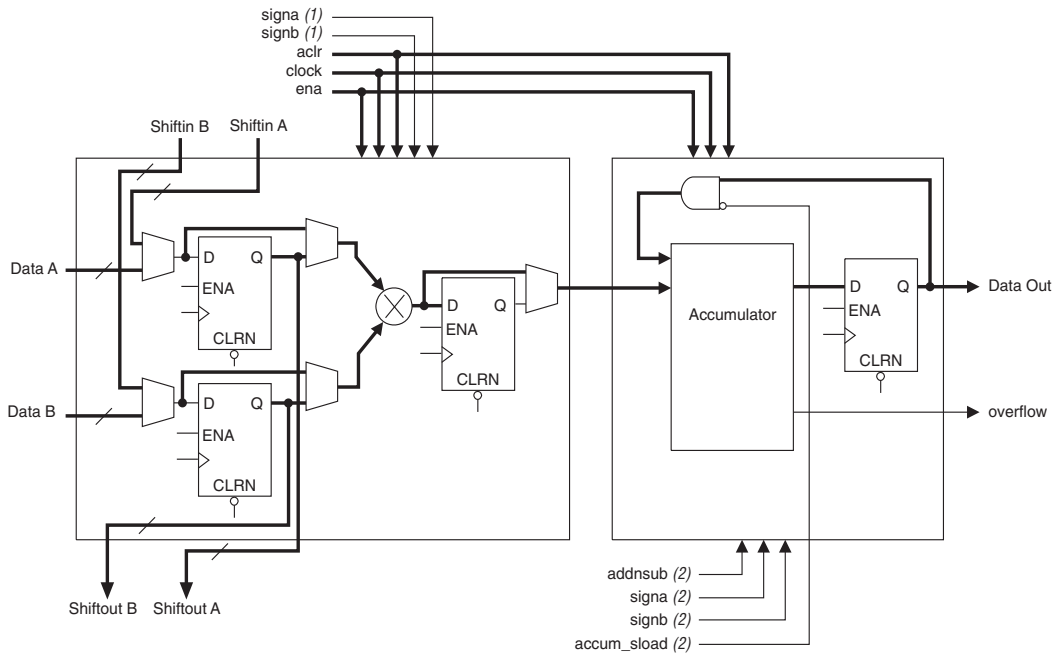 signa (1)
signb (1)
aclr
clock
ena
Shiftin B
Shiftin A
Data A
D Q
ENA
CLRN
Data B
D Q
ENA
CLRN
D Q
ENA
CLRN
Accumulator
D Q
ENA
CLRN
Data Out
overflow
Shiftout B
Shiftout A
addnsub (2)
signa (2)
signb (2)
accum_sload (2)